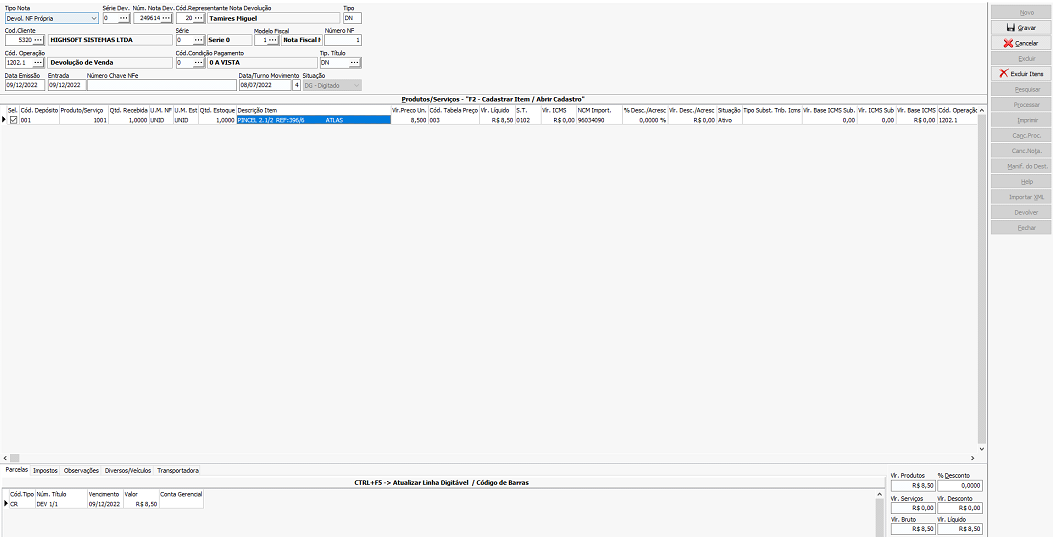 Tipo Nota Série Dev. Núm. Nota Dev. Cód.Representante Nota Devolução Tipo
Devol. NF Própria 0 ... 249614 ... 20 ... Tamires Miguel DN
Cod.Cliente Série Modelo Fiscal Número NF
5320 ... HIGHSOFT SISTEMAS LTDA 0 ... Serie 0 1 ... Nota Fiscal 1
Cód. Operação Cód.Condição Pagamento Tip. Título
1202.1 ... Devolução de Venda 0 ... 0 A VISTA DN ...
Data Emissão Entrada Número Chave NFe Data/Turno Movimento Situação
09/12/2022 09/12/2022 08/07/2022 4 DG - Digitado
Produtos/Serviços - "F2 - Cadastrar Item / Abrir Cadastro"
Sel. Cód. Depósito Produto/Serviço Qtd. Recebida U.M. NF U.M. Est Qtd. Estoque Descrição Item Vlr.Preco Un. Cód. Tabela Preço Vlr. Líquido S.T. Vlr. ICMS NCM Import. % Desc./Acresc Vlr. Desc./Acresc Situação Tipo Subst. Trib. Icms Vlr. Base ICMS Sub. Vlr. ICMS Sub Vlr. Base ICMS Cód. Operação
001 1001 1,0000 UNID UNID 1,0000 PINCEL 2.1/2 REF:396/6 ATLAS 8,500 003 R$ 8,50 0102 R$ 0,00 96034090 0,0000 % R$ 0,00 Ativo 0,00 0,00 R$ 0,00 1202.1
Parcelas Impostos Observações Diversos/Veículos Transportadora
CTRL+F5 -> Atualizar Linha Digitável / Código de Barras
Cód.Tipo Núm. Título Vencimento Valor Conta Gerencial
CR DEV 1/1 09/12/2022 R$ 8,50
Vlr. Produtos % Desconto
R$ 8,50 0,0000
Vlr. Serviços Vlr. Desconto
R$ 0,00 R$ 0,00
Vlr. Bruto Vlr. Líquido
R$ 8,50 R$ 8,50
Novo
Gravar
Cancelar
Excluir
Excluir Itens
Pesquisar
Processar
Imprimir
Canc.Proc.
Canc.Nota.
Manif. do Dest.
Help
Importar XML
Devolver
Fechar